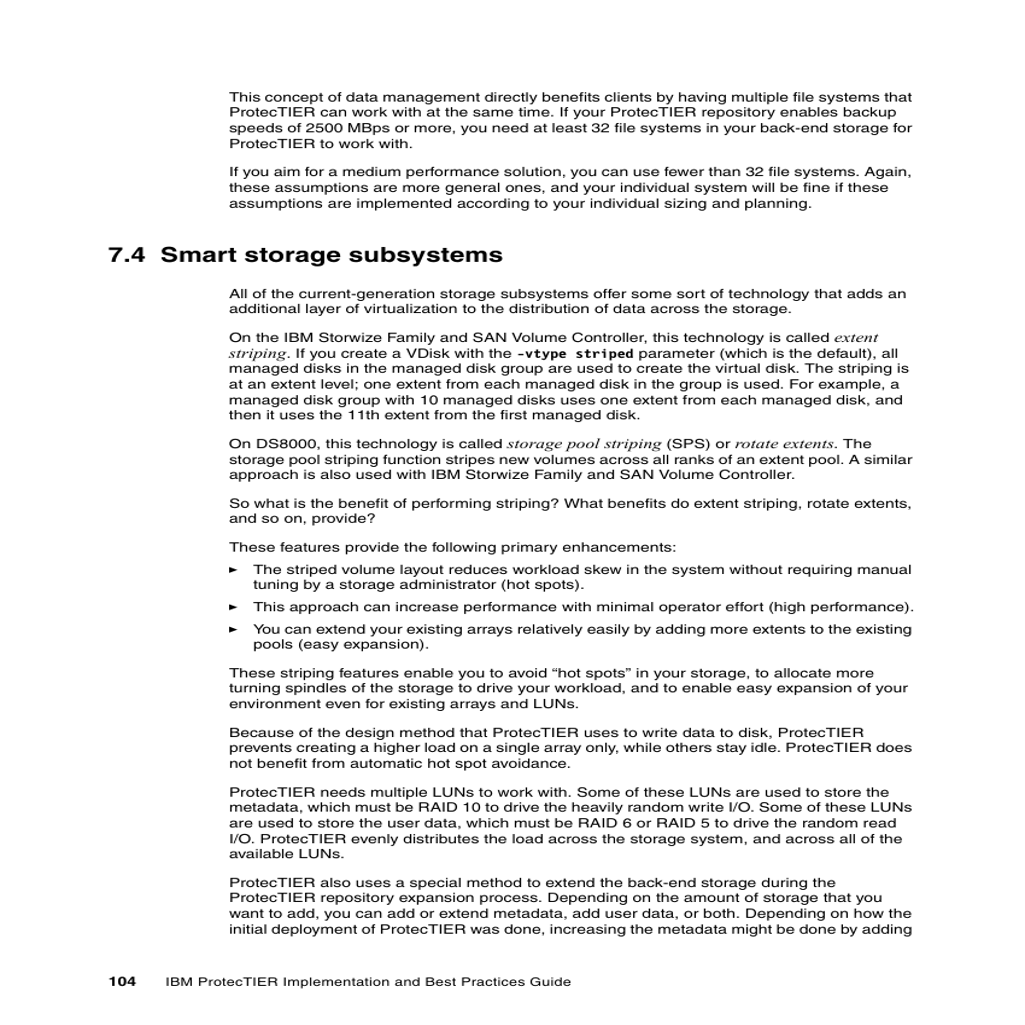 This concept of data management directly benefits clients by having multiple file systems that
ProtecTIER can work with at the same time. If your ProtecTIER repository enables backup
speeds of 2500 MBps or more, you need at least 32 file systems in your back-end storage for
ProtecTIER to work with.
If you aim for a medium performance solution, you can use fewer than 32 file systems. Again,
these assumptions are more general ones, and your individual system will be fine if these
assumptions are implemented according to your individual sizing and planning.
7.4 Smart storage subsystems
All of the current-generation storage subsystems offer some sort of technology that adds an
additional layer of virtualization to the distribution of data across the storage.
On the IBM Storwize Family and SAN Volume Controller, this technology is called extent
striping. If you create a VDisk with the -vtype striped parameter (which is the default), all
managed disks in the managed disk group are used to create the virtual disk. The striping is
at an extent level; one extent from each managed disk in the group is used. For example, a
managed disk group with 10 managed disks uses one extent from each managed disk, and
then it uses the 11th extent from the first managed disk.
On DS8000, this technology is called storage pool striping (SPS) or rotate extents. The
storage pool striping function stripes new volumes across all ranks of an extent pool. A similar
approach is also used with IBM Storwize Family and SAN Volume Controller.
So what is the benefit of performing striping? What benefits do extent striping, rotate extents,
and so on, provide?
These features provide the following primary enhancements:
► The striped volume layout reduces workload skew in the system without requiring manual
tuning by a storage administrator (hot spots).
► This approach can increase performance with minimal operator effort (high performance).
► You can extend your existing arrays relatively easily by adding more extents to the existing
pools (easy expansion).
These striping features enable you to avoid “hot spots” in your storage, to allocate more
turning spindles of the storage to drive your workload, and to enable easy expansion of your
environment even for existing arrays and LUNs.
Because of the design method that ProtecTIER uses to write data to disk, ProtecTIER
prevents creating a higher load on a single array only, while others stay idle. ProtecTIER does
not benefit from automatic hot spot avoidance.
ProtecTIER needs multiple LUNs to work with. Some of these LUNs are used to store the
metadata, which must be RAID 10 to drive the heavily random write I/O. Some of these LUNs
are used to store the user data, which must be RAID 6 or RAID 5 to drive the random read
I/O. ProtecTIER evenly distributes the load across the storage system, and across all of the
available LUNs.
ProtecTIER also uses a special method to extend the back-end storage during the
ProtecTIER repository expansion process. Depending on the amount of storage that you
want to add, you can add or extend metadata, add user data, or both. Depending on how the
initial deployment of ProtecTIER was done, increasing the metadata might be done by adding
104 IBM ProtecTIER Implementation and Best Practices Guide